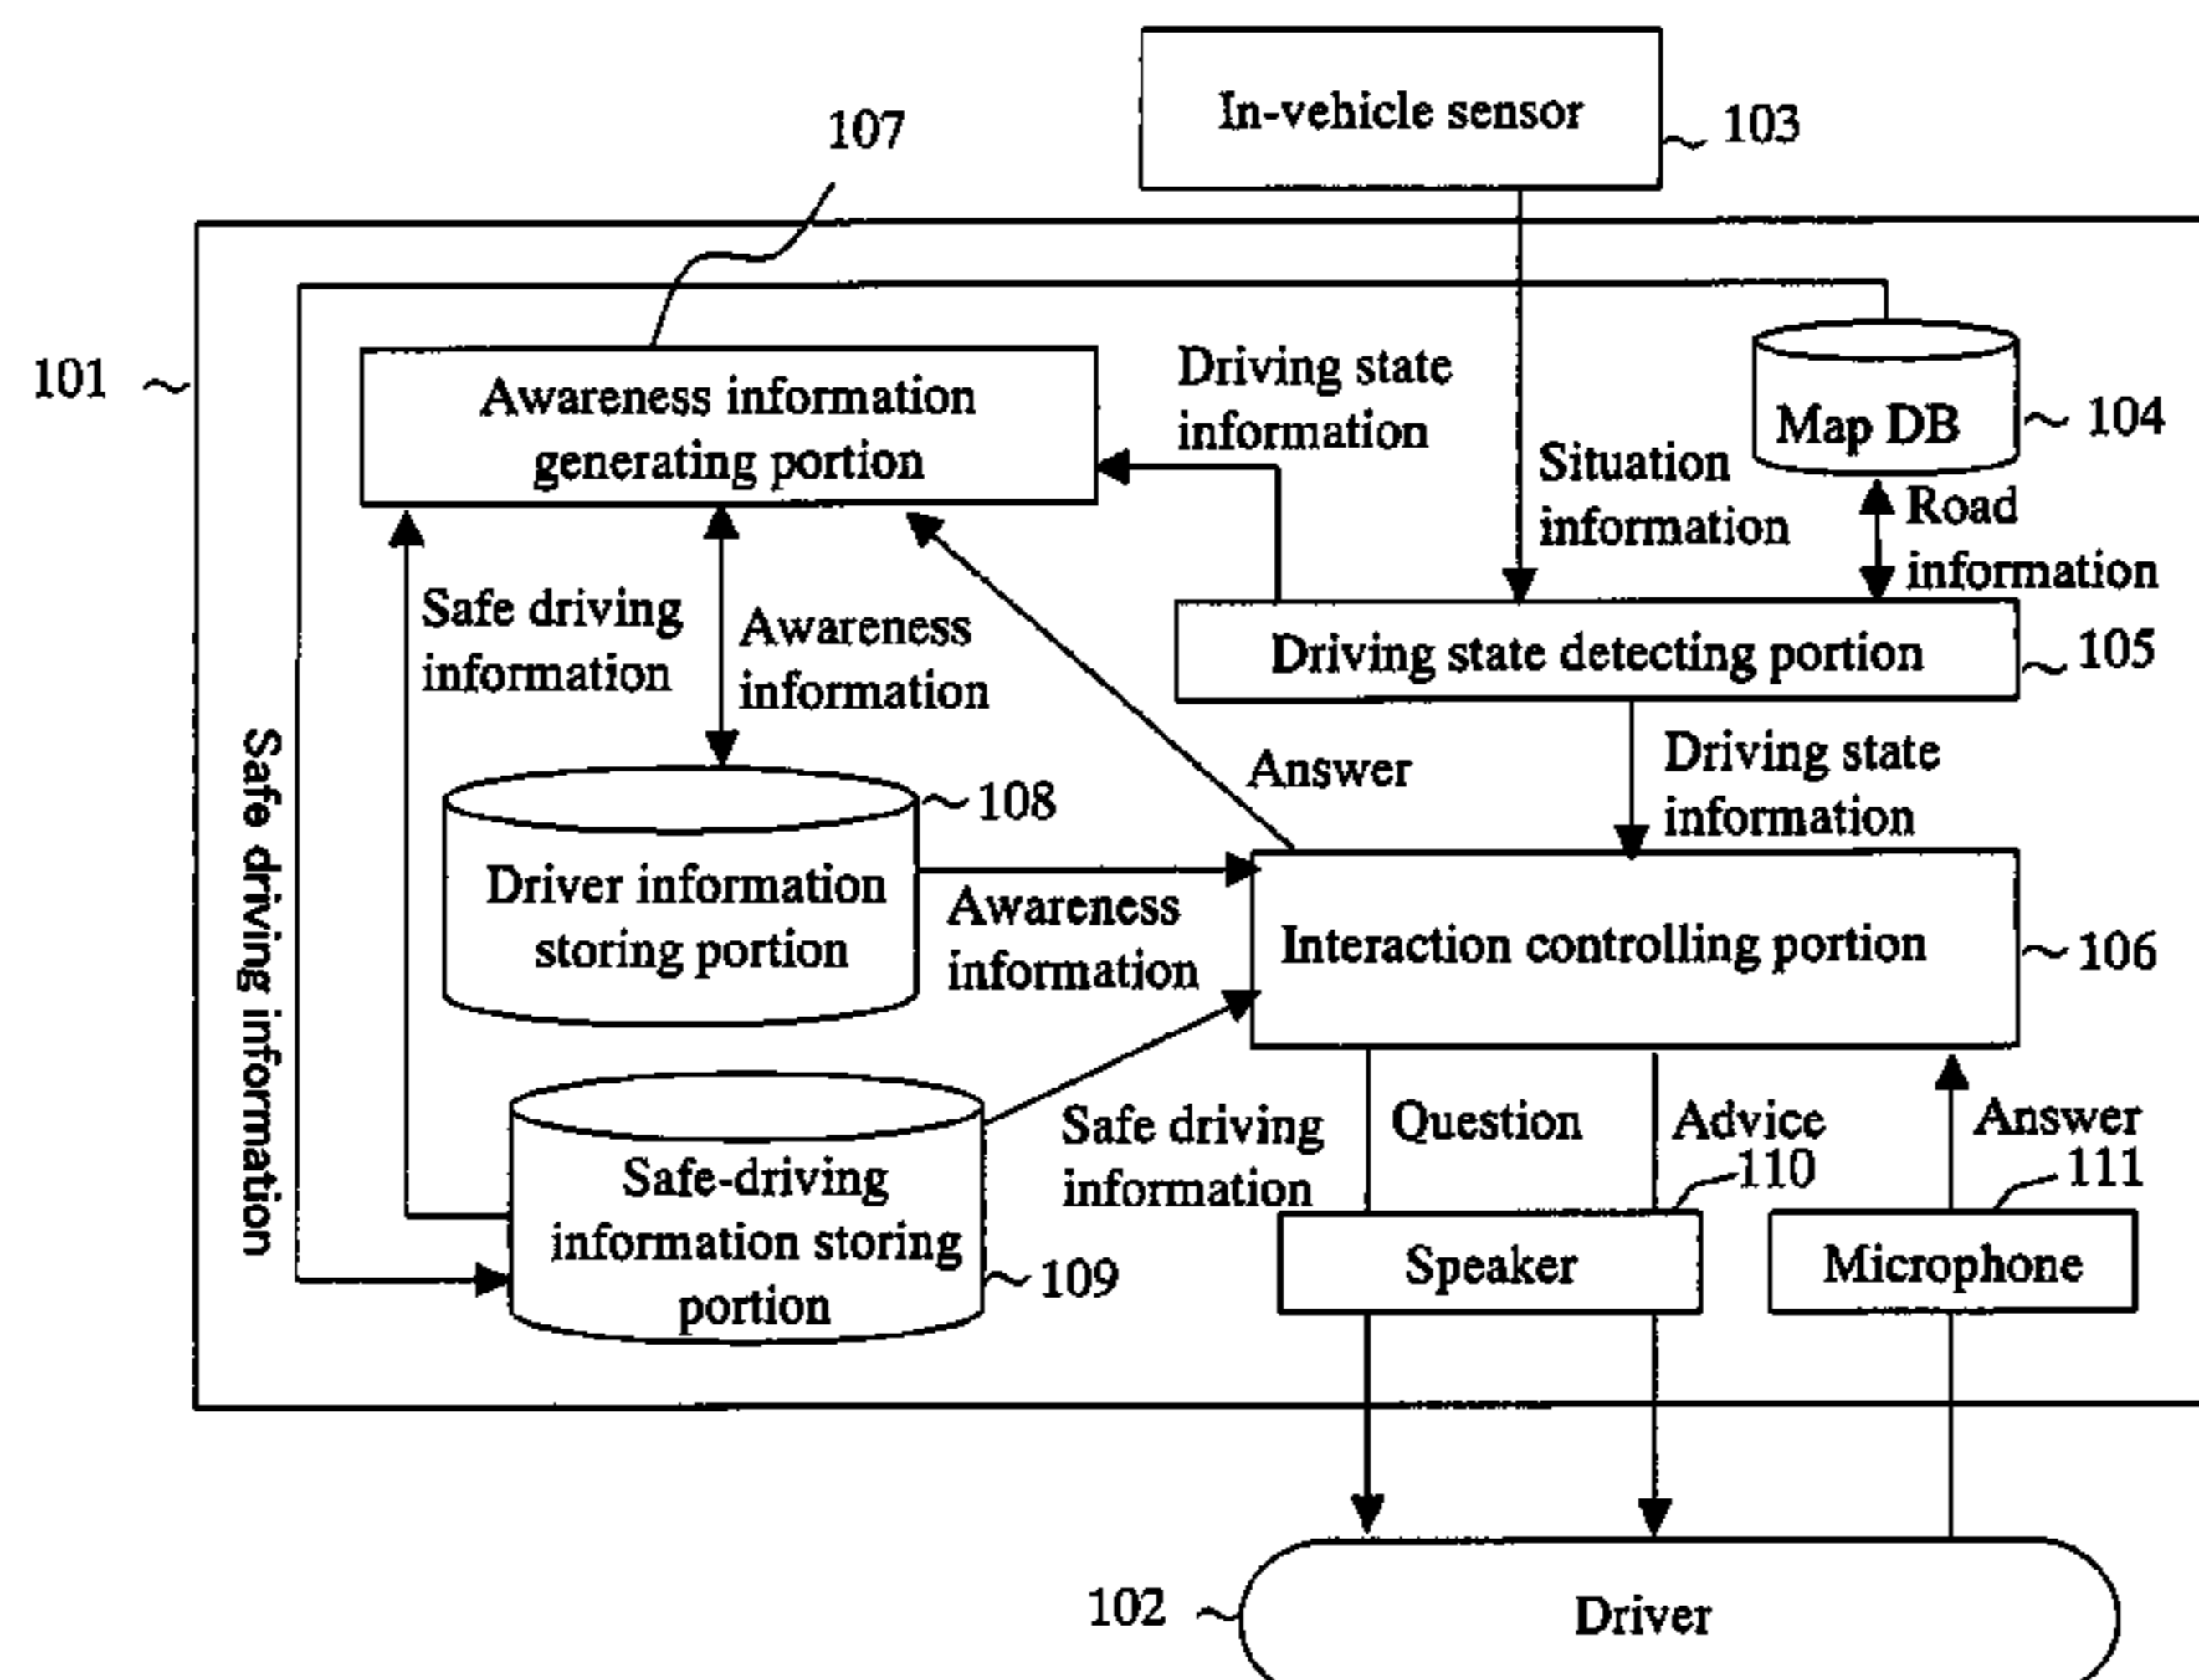 In-vehicle sensor
103
107
101
Awareness information
generating portion
Driving state
information
Situation
information
Map DB
104
Road
information
Safe driving
information
Awareness
information
Driving state detecting portion
105
Safe driving information
Answer
Driving state
information
108
Driver information
storing portion
Awareness
information
Interaction controlling portion
106
Safe-driving
information storing
portion
109
Safe driving
information
Question
Advice
110
Answer
111
Speaker
Microphone
102
Driver